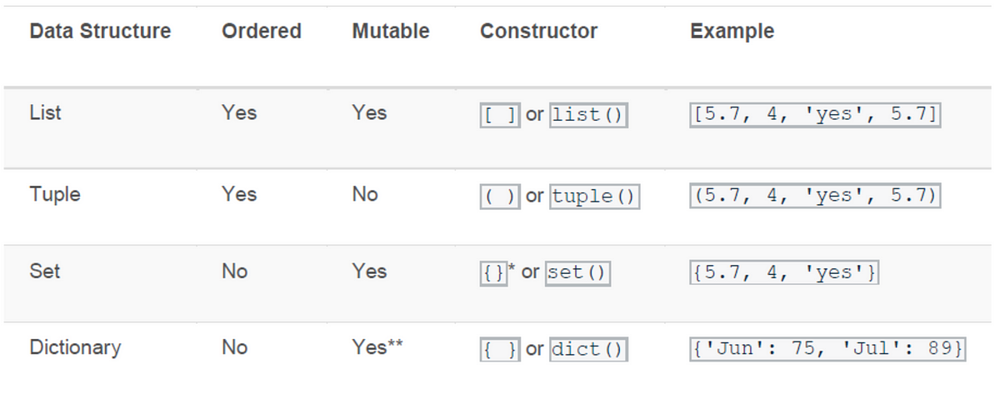 Data Structure Ordered Mutable Constructor Example
List Yes Yes [ ] or list() [5.7, 4, 'yes', 5.7]
Tuple Yes No ( ) or tuple() (5.7, 4, 'yes', 5.7)
Set No Yes {}* or set() {5.7, 4, 'yes'}
Dictionary No Yes** { } or dict() {'Jun': 75, 'Jul': 89}